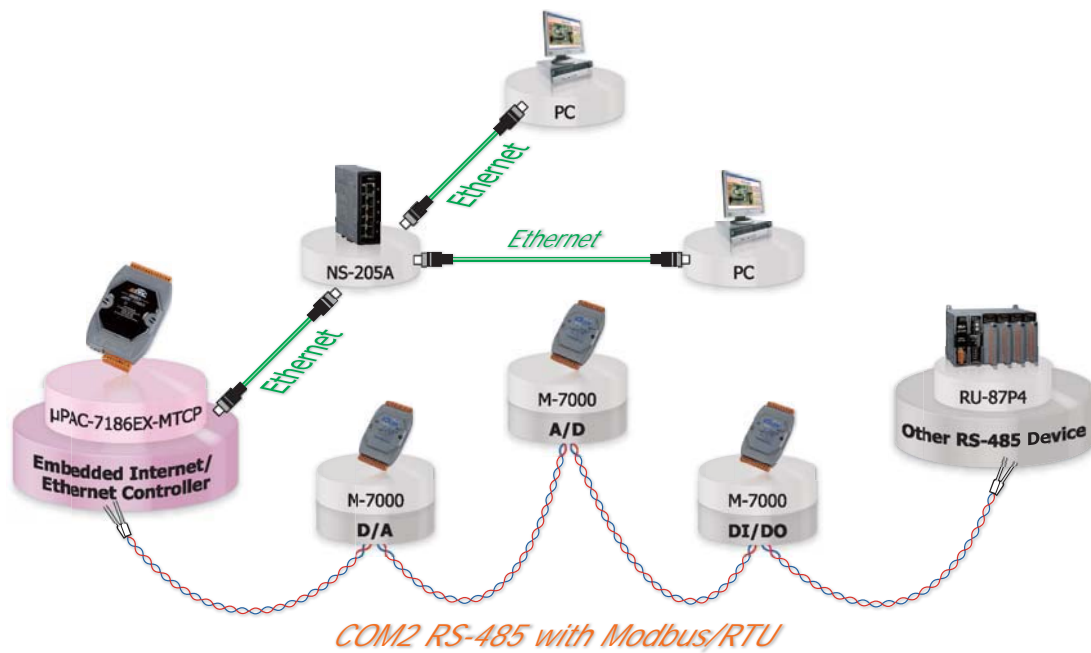 PC
Ethernet
Ethernet
NS-205A
PC
Ethernet
µPAC-7186EX-MTCP
Embedded Internet/
Ethernet Controller
M-7000
D/A
M-7000
A/D
M-7000
DI/DO
RU-87P4
Other RS-485 Device
COM2 RS-485 with Modbus/RTU